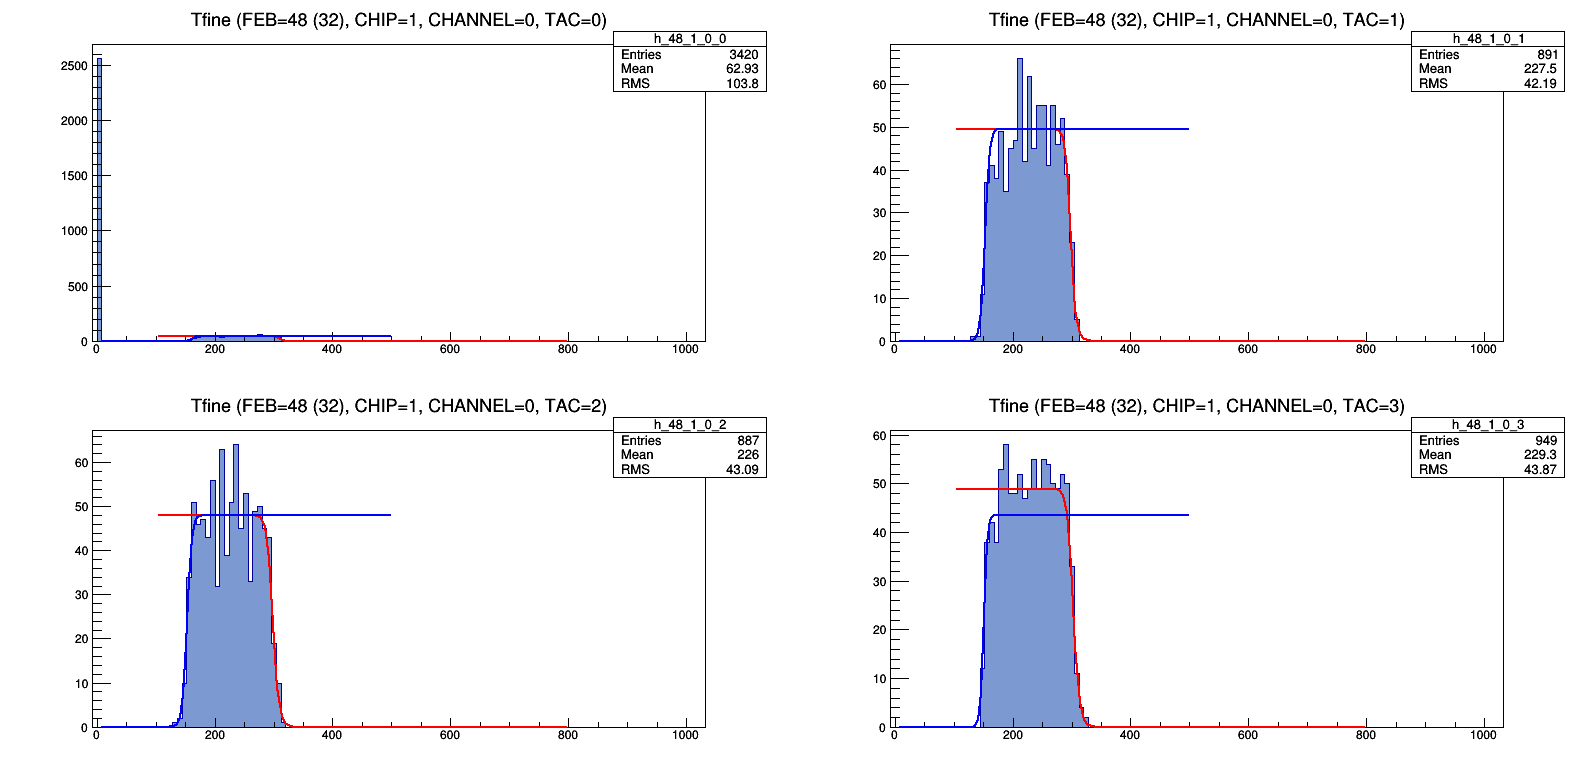 Tfine (FEB=48 (32), CHIP=1, CHANNEL=0, TAC=0)
h_48_1_0_0
Entries 3420
Mean 62.93
RMS 103.8
2500
2000
1500
1000
500
0
0 200 400 600 800 1000
Tfine (FEB=48 (32), CHIP=1, CHANNEL=0, TAC=1)
h_48_1_0_1
Entries 891
Mean 227.5
RMS 42.19
60
50
40
30
20
10
0
0 200 400 600 800 1000
Tfine (FEB=48 (32), CHIP=1, CHANNEL=0, TAC=2)
h_48_1_0_2
Entries 887
Mean 226
RMS 43.09
60
50
40
30
20
10
0
0 200 400 600 800 1000
Tfine (FEB=48 (32), CHIP=1, CHANNEL=0, TAC=3)
h_48_1_0_3
Entries 949
Mean 229.3
RMS 43.87
60
50
40
30
20
10
0
0 200 400 600 800 1000